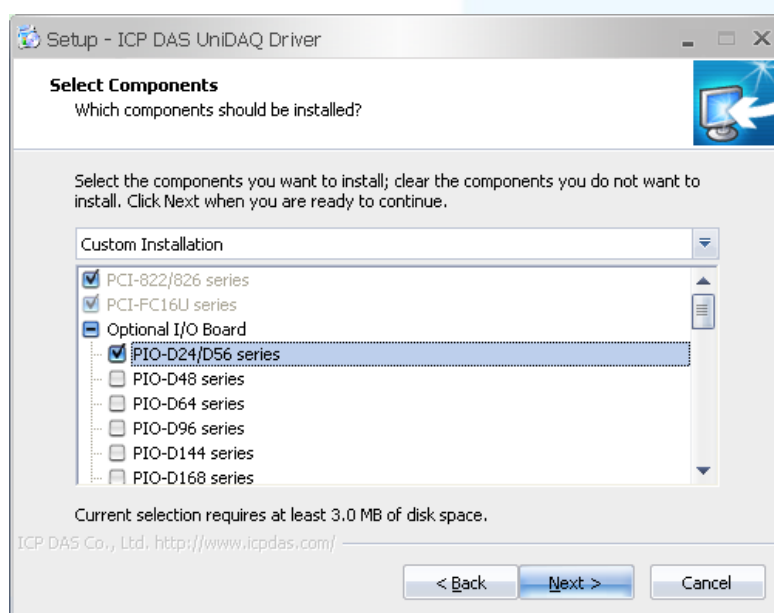 Setup - ICP DAS UniDAQ Driver
Select Components
Which components should be installed?
Select the components you want to install; clear the components you do not want to
install. Click Next when you are ready to continue.
Custom Installation
PCI-822/826 series
PCI-FC16U series
Optional I/O Board
PIO-D24/D56 series
PIO-D48 series
PIO-D64 series
PIO-D96 series
PIO-D144 series
PIO-D168 series
Current selection requires at least 3.0 MB of disk space.
ICP DAS Co., Ltd. http://www.icpdas.com/
< Back
Next >
Cancel